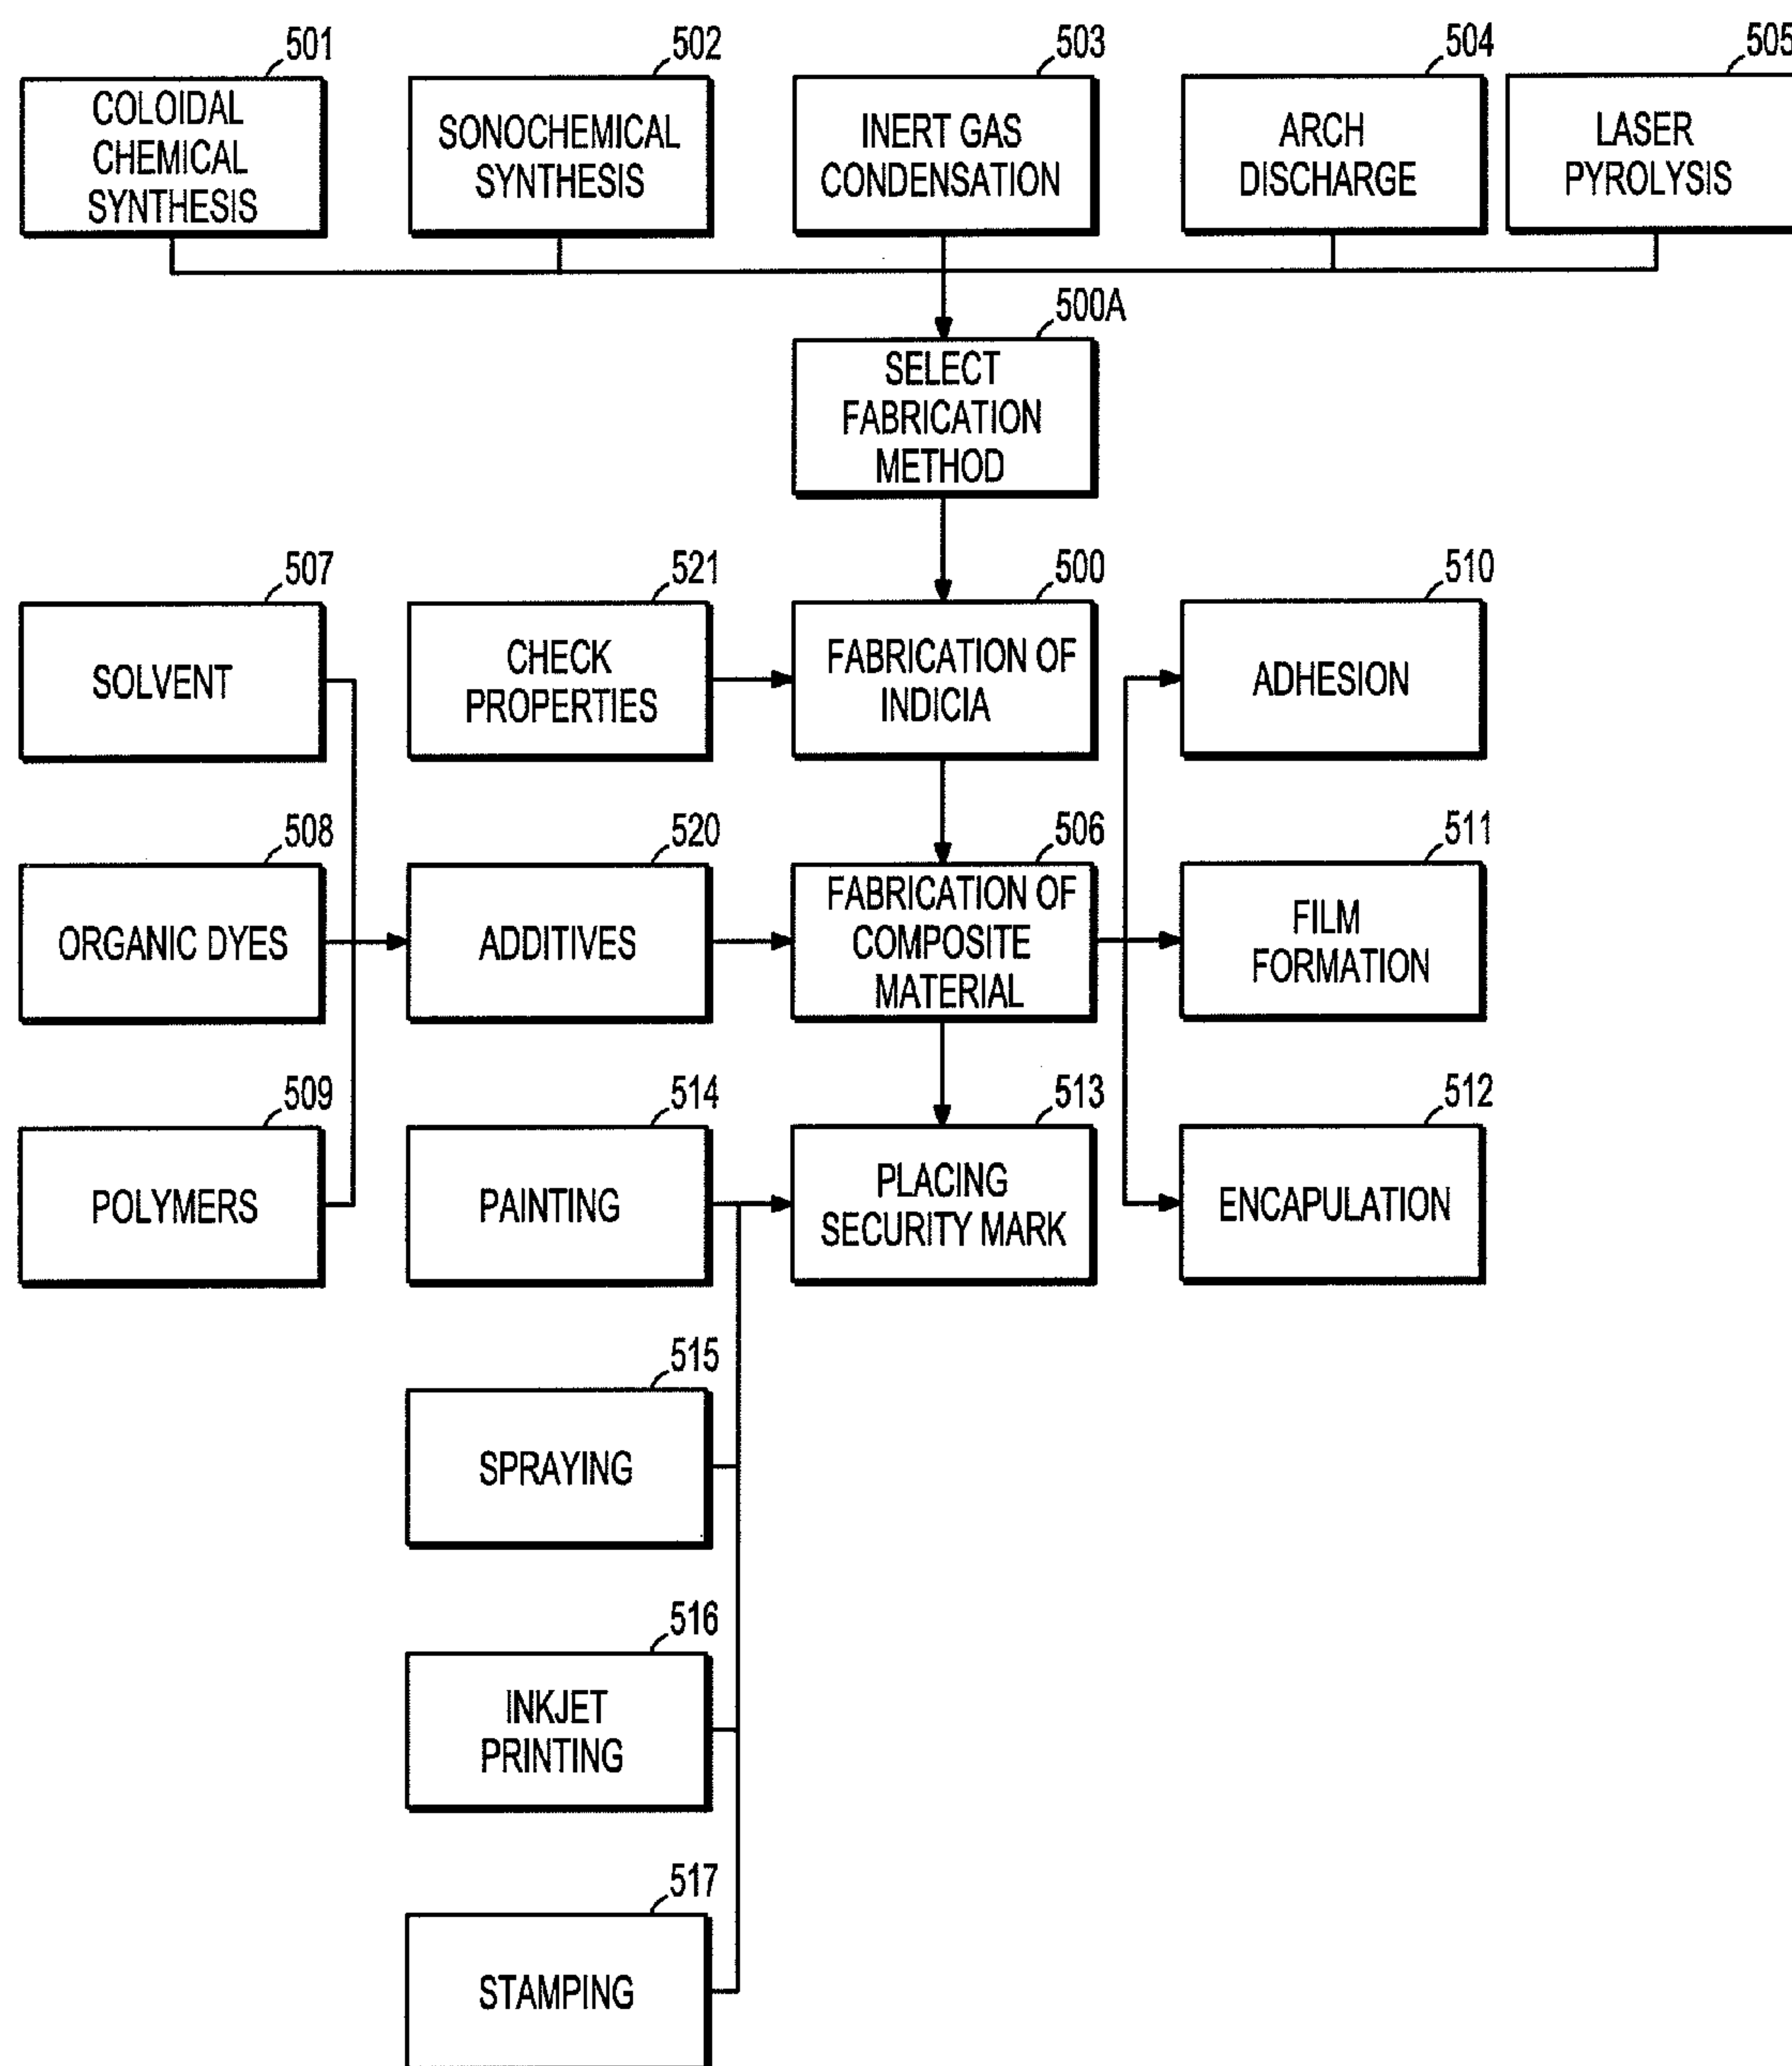 501
COLOIDAL
CHEMICAL
SYNTHESIS
502
SONOCHEMICAL
SYNTHESIS
503
INERT GAS
CONDENSATION
504
ARCH
DISCHARGE
505
LASER
PYROLYSIS
500A
SELECT
FABRICATION
METHOD
507
SOLVENT
521
CHECK
PROPERTIES
500
FABRICATION OF
INDICIA
510
ADHESION
508
ORGANIC DYES
520
ADDITIVES
506
FABRICATION OF
COMPOSITE
MATERIAL
511
FILM
FORMATION
509
POLYMERS
514
PAINTING
513
PLACING
SECURITY MARK
512
ENCAPULATION
515
SPRAYING
516
INKJET
PRINTING
517
STAMPING